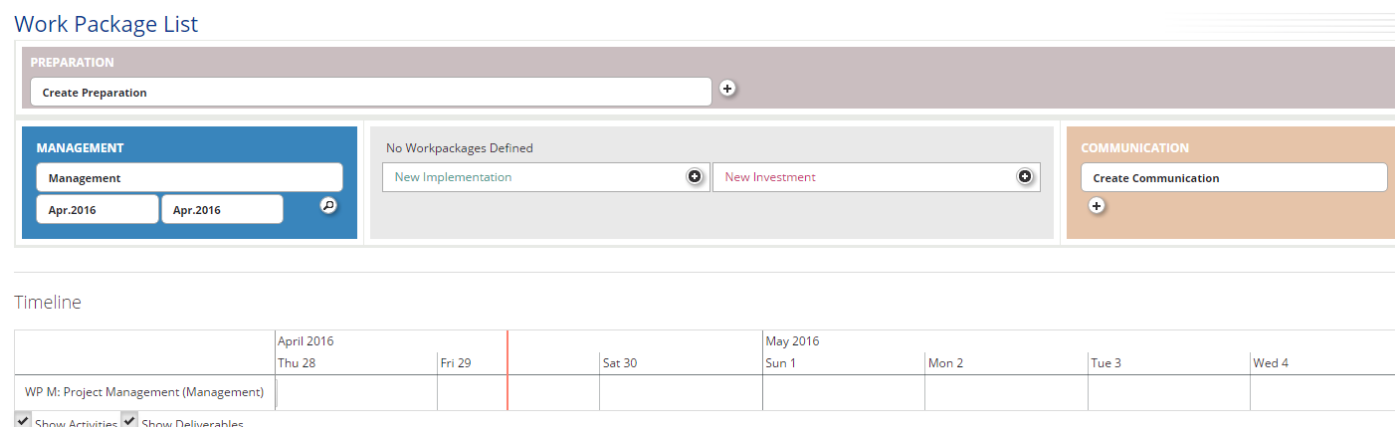 Work Package List
PREPARATION
Create Preparation
MANAGEMENT
Management
Apr.2016 Apr.2016
No Workpackages Defined
New Implementation New Investment
COMMUNICATION
Create Communication
Timeline
April 2016 May 2016
Thu 28 Fri 29 Sat 30 Sun 1 Mon 2 Tue 3 Wed 4
WP M: Project Management (Management)
Show Activities Show Deliverables